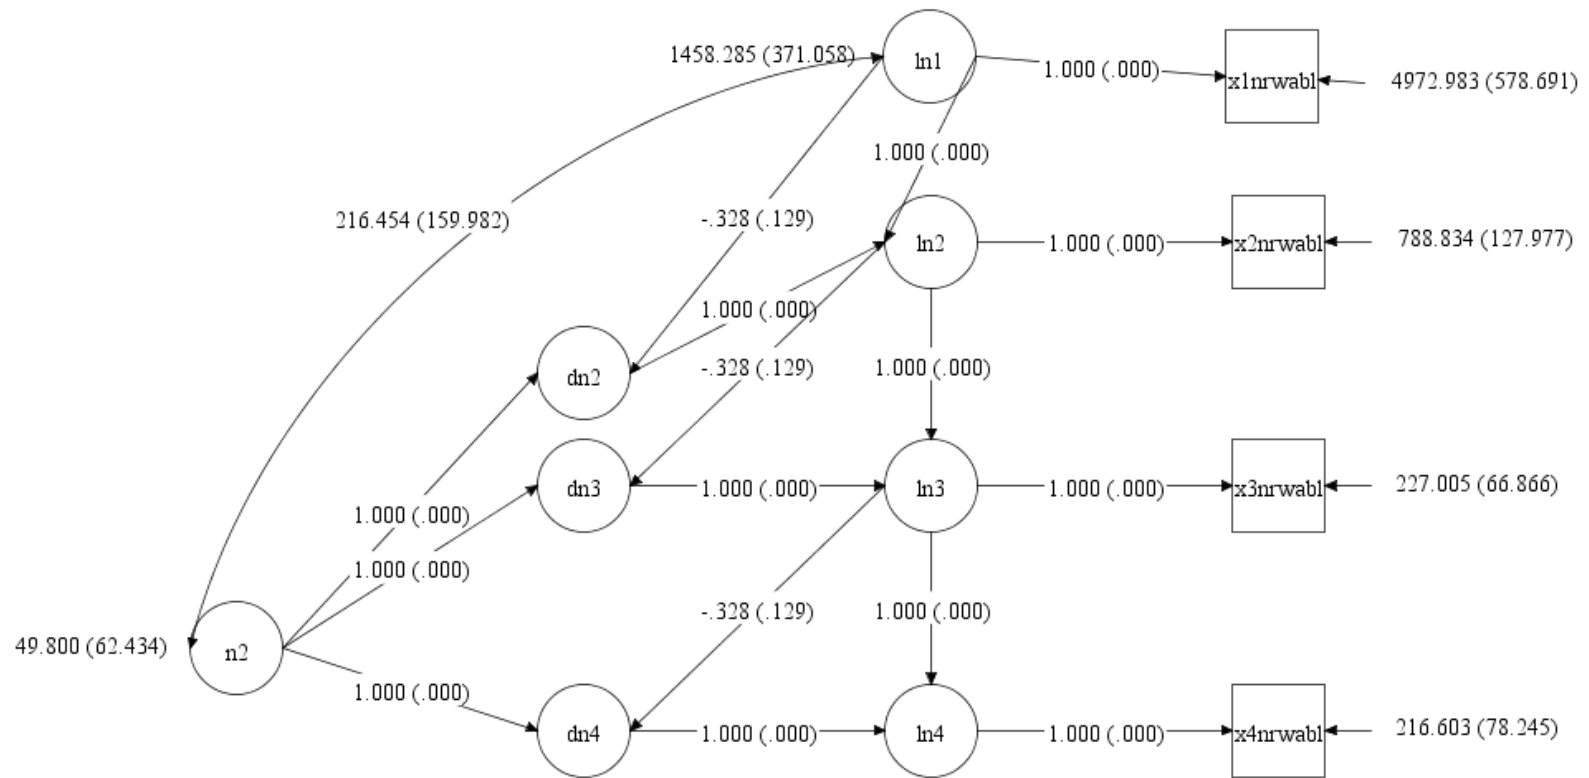 1458.285 (371.058)
ln1
1.000 (.000)
x1nrwabl
4972.983 (578.691)
1.000 (.000)
216.454 (159.982)
-.328 (.129)
ln2
1.000 (.000)
x2nrwabl
788.834 (127.977)
1.000 (.000)
dn2
-.328 (.129)
1.000 (.000)
dn3
1.000 (.000)
ln3
1.000 (.000)
x3nrwabl
227.005 (66.866)
1.000 (.000)
1.000 (.000)
-.328 (.129)
1.000 (.000)
49.800 (62.434)
n2
1.000 (.000)
dn4
1.000 (.000)
ln4
1.000 (.000)
x4nrwabl
216.603 (78.245)